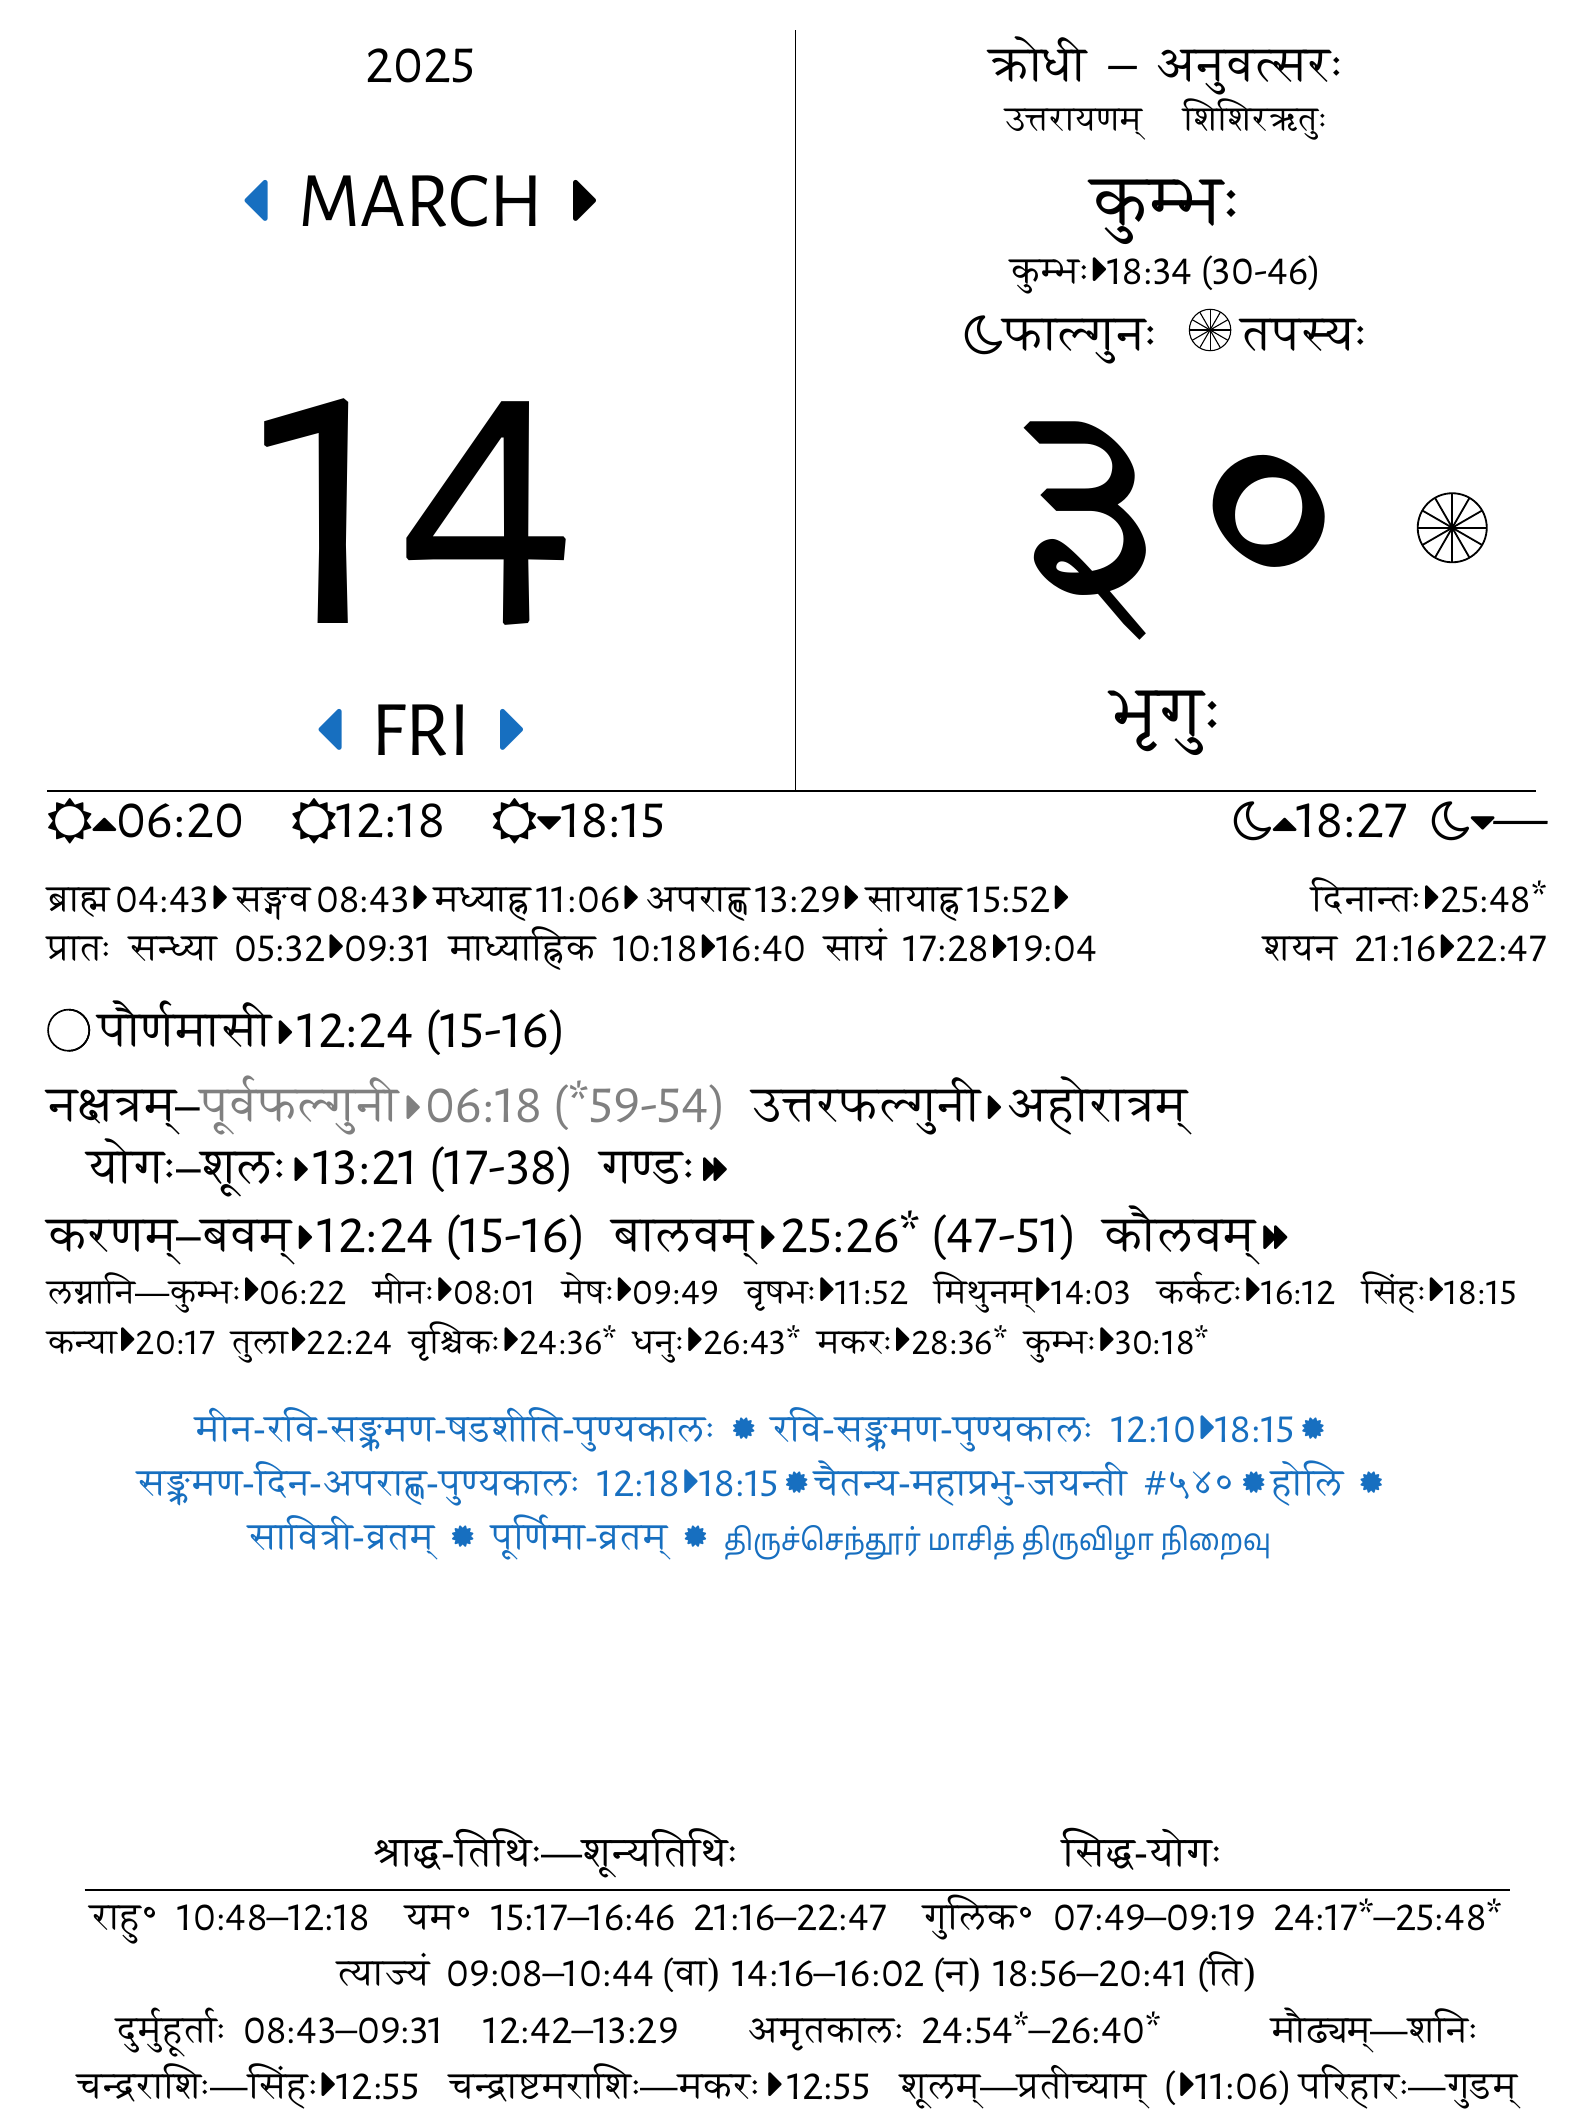 2025
MARCH
14
FRI
क्रोधी – अनुवत्सरः
उत्तरायणम् शिशिरऋतुः
कुम्भः
कुम्भः⏵18:34 (30-46)
फाल्गुनः तपस्यः
३०
भृगुः
06:20 12:18 18:15 18:27 —
ब्राह्म 04:43⏵ सङ्गव 08:43⏵ मध्याह्न 11:06⏵ अपराह्ण 13:29⏵ सायाह्न 15:52⏵ दिनान्तः⏵25:48*
प्रातः सन्ध्या 05:32⏵09:31 माध्याह्निक 10:18⏵16:40 सायं 17:28⏵19:04 शयन 21:16⏵22:47
पौर्णमासी⏵12:24 (15-16)
नक्षत्रम्–पूर्वफल्गुनी⏵06:18 (*59-54) उत्तरफल्गुनी⏵अहोरात्रम्
योगः–शूलः⏵13:21 (17-38) गण्डः⏵⏵
करणम्–बवम्⏵12:24 (15-16) बालवम्⏵25:26* (47-51) कौलवम्⏵⏵
लग्नानि—कुम्भः⏵06:22 मीनः⏵08:01 मेषः⏵09:49 वृषभः⏵11:52 मिथुनम्⏵14:03 कर्कटः⏵16:12 सिंहः⏵18:15
कन्या⏵20:17 तुला⏵22:24 वृश्चिकः⏵24:36* धनुः⏵26:43* मकरः⏵28:36* कुम्भः⏵30:18*
मीन-रवि-सङ्क्रमण-षडशीति-पुण्यकालः ✹ रवि-सङ्क्रमण-पुण्यकालः 12:10⏵18:15 ✹
सङ्क्रमण-दिन-अपराह्ण-पुण्यकालः 12:18⏵18:15 ✹ चैतन्य-महाप्रभु-जयन्ती #५४० ✹ होलि ✹
सावित्री-व्रतम् ✹ पूर्णिमा-व्रतम् ✹ திருச்செந்தூர் மாசித் திருவிழா நிறைவு
श्राद्ध-तिथिः—शून्यतिथिः सिद्ध-योगः
राहु॰ 10:48–12:18 यम॰ 15:17–16:46 21:16–22:47 गुलिक॰ 07:49–09:19 24:17*–25:48*
त्याज्यं 09:08–10:44 (वा) 14:16–16:02 (न) 18:56–20:41 (ति)
दुर्मुहूर्ताः 08:43–09:31 12:42–13:29 अमृतकालः 24:54*–26:40* मौढ्यम्—शनिः
चन्द्रराशिः—सिंहः⏵12:55 चन्द्राष्टमराशिः—मकरः⏵12:55 शूलम्—प्रतीच्याम् (⏵11:06) परिहारः—गुडम्